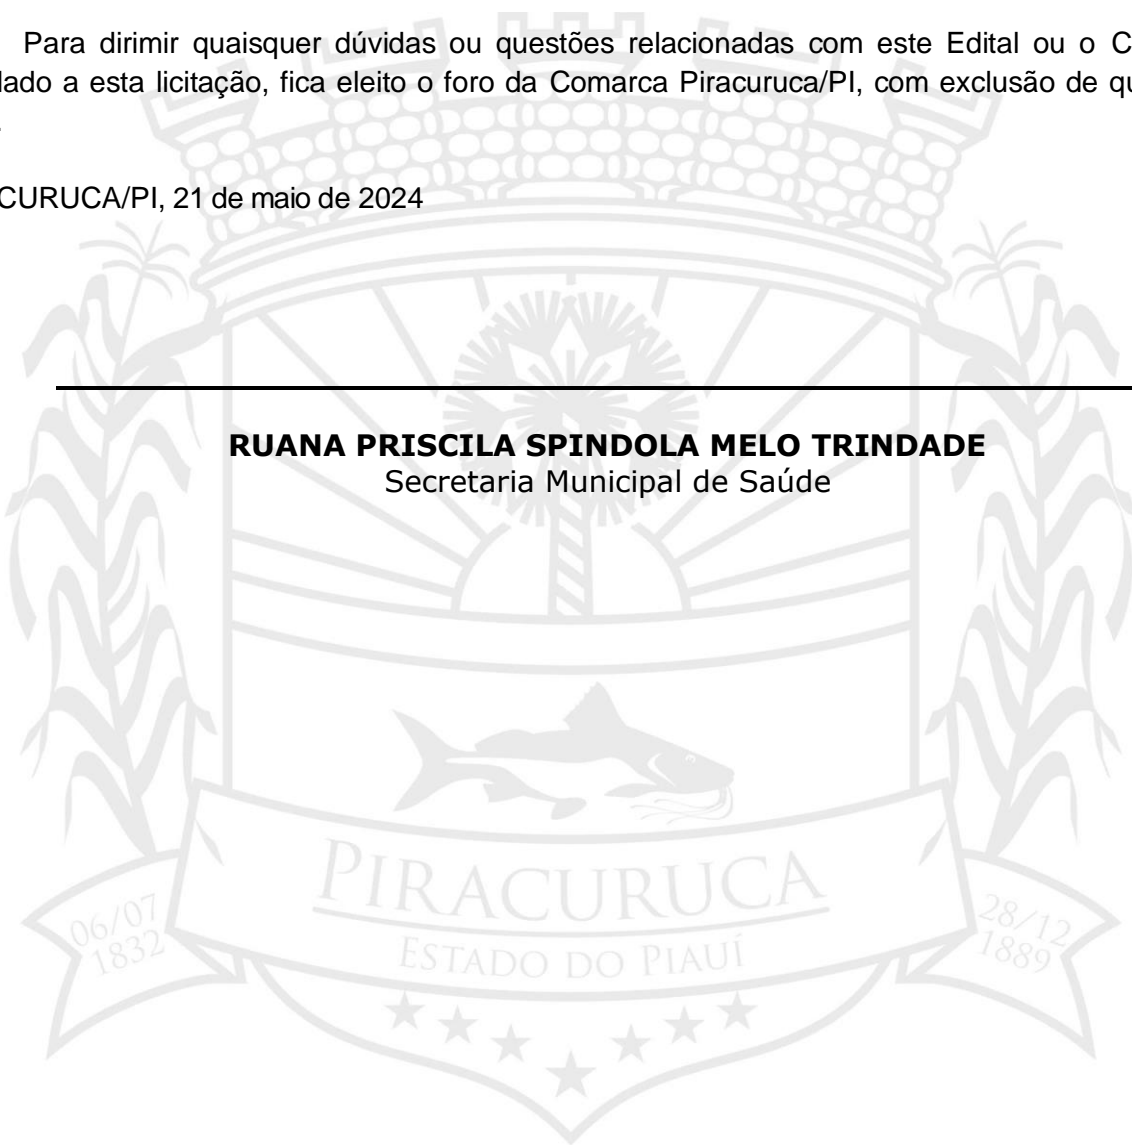 Para dirimir quaisquer dúvidas ou questões relacionadas com este Edital ou o C
lado a esta licitação, fica eleito o foro da Comarca Piracuruca/PI, com exclusão de qu
CURUCA/PI, 21 de maio de 2024
RUANA PRISCILA SPINDOLA MELO TRINDADE
Secretaria Municipal de Saúde
PIRACURUCA
ESTADO DO PIAUÍ
06/07
1832
28/12
1889